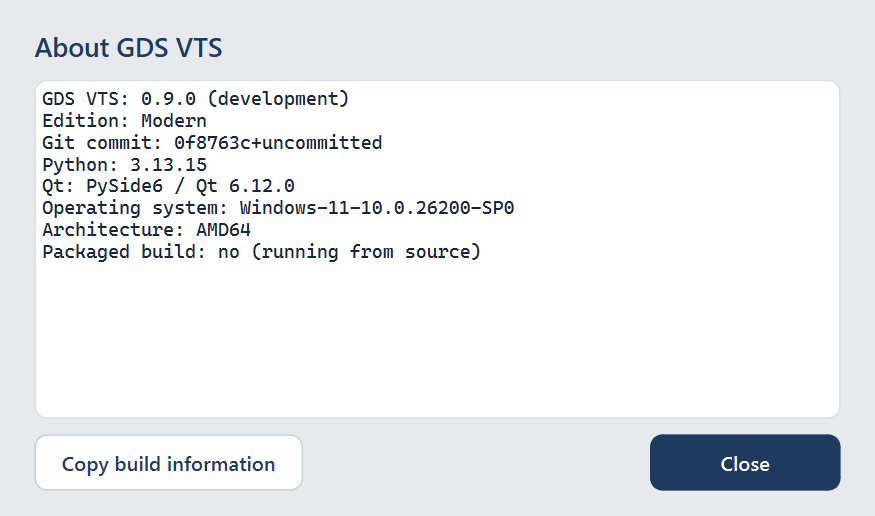 About GDS VTS
GDS VTS: 0.9.0 (development)
Edition: Modern
Git commit: 0f8763c+uncommitted
Python: 3.13.15
Qt: PySide6 / Qt 6.12.0
Operating system: Windows-11-10.0.26200-SP0
Architecture: AMD64
Packaged build: no (running from source)
Copy build information
Close